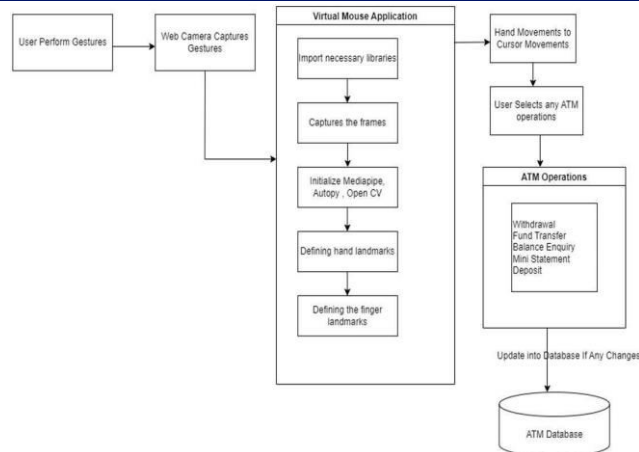 User Perform Gestures
Web Camera Captures
Gestures
Virtual Mouse Application
Import necessary libraries
Captures the frames
Initialize Mediapipe,
Autopy , Open CV
Defining hand landmarks
Defining the finger
landmarks
Hand Movements to
Cursor Movements
User Selects any ATM
operations
ATM Operations
Withdrawal
Fund Transfer
Balance Enquiry
Mini Statement
Deposit
Update into Database If Any Changes
ATM Database